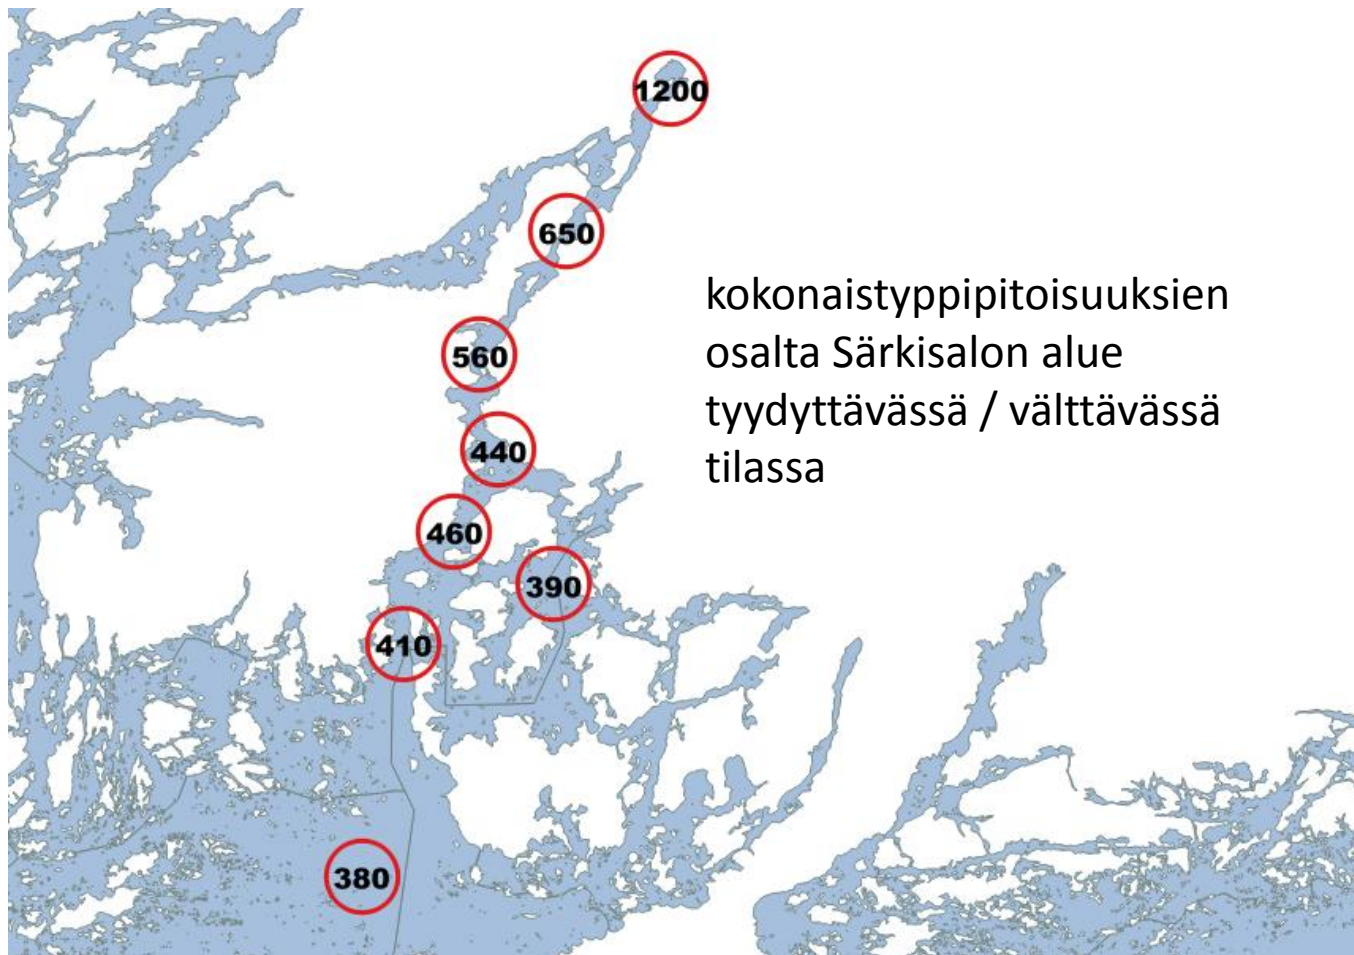 1200
650
kokonaistyppipitoisuuksien
osalta Särkisalon alue
tyydyttävässä / välttävässä
tilassa
560
440
460
390
410
380